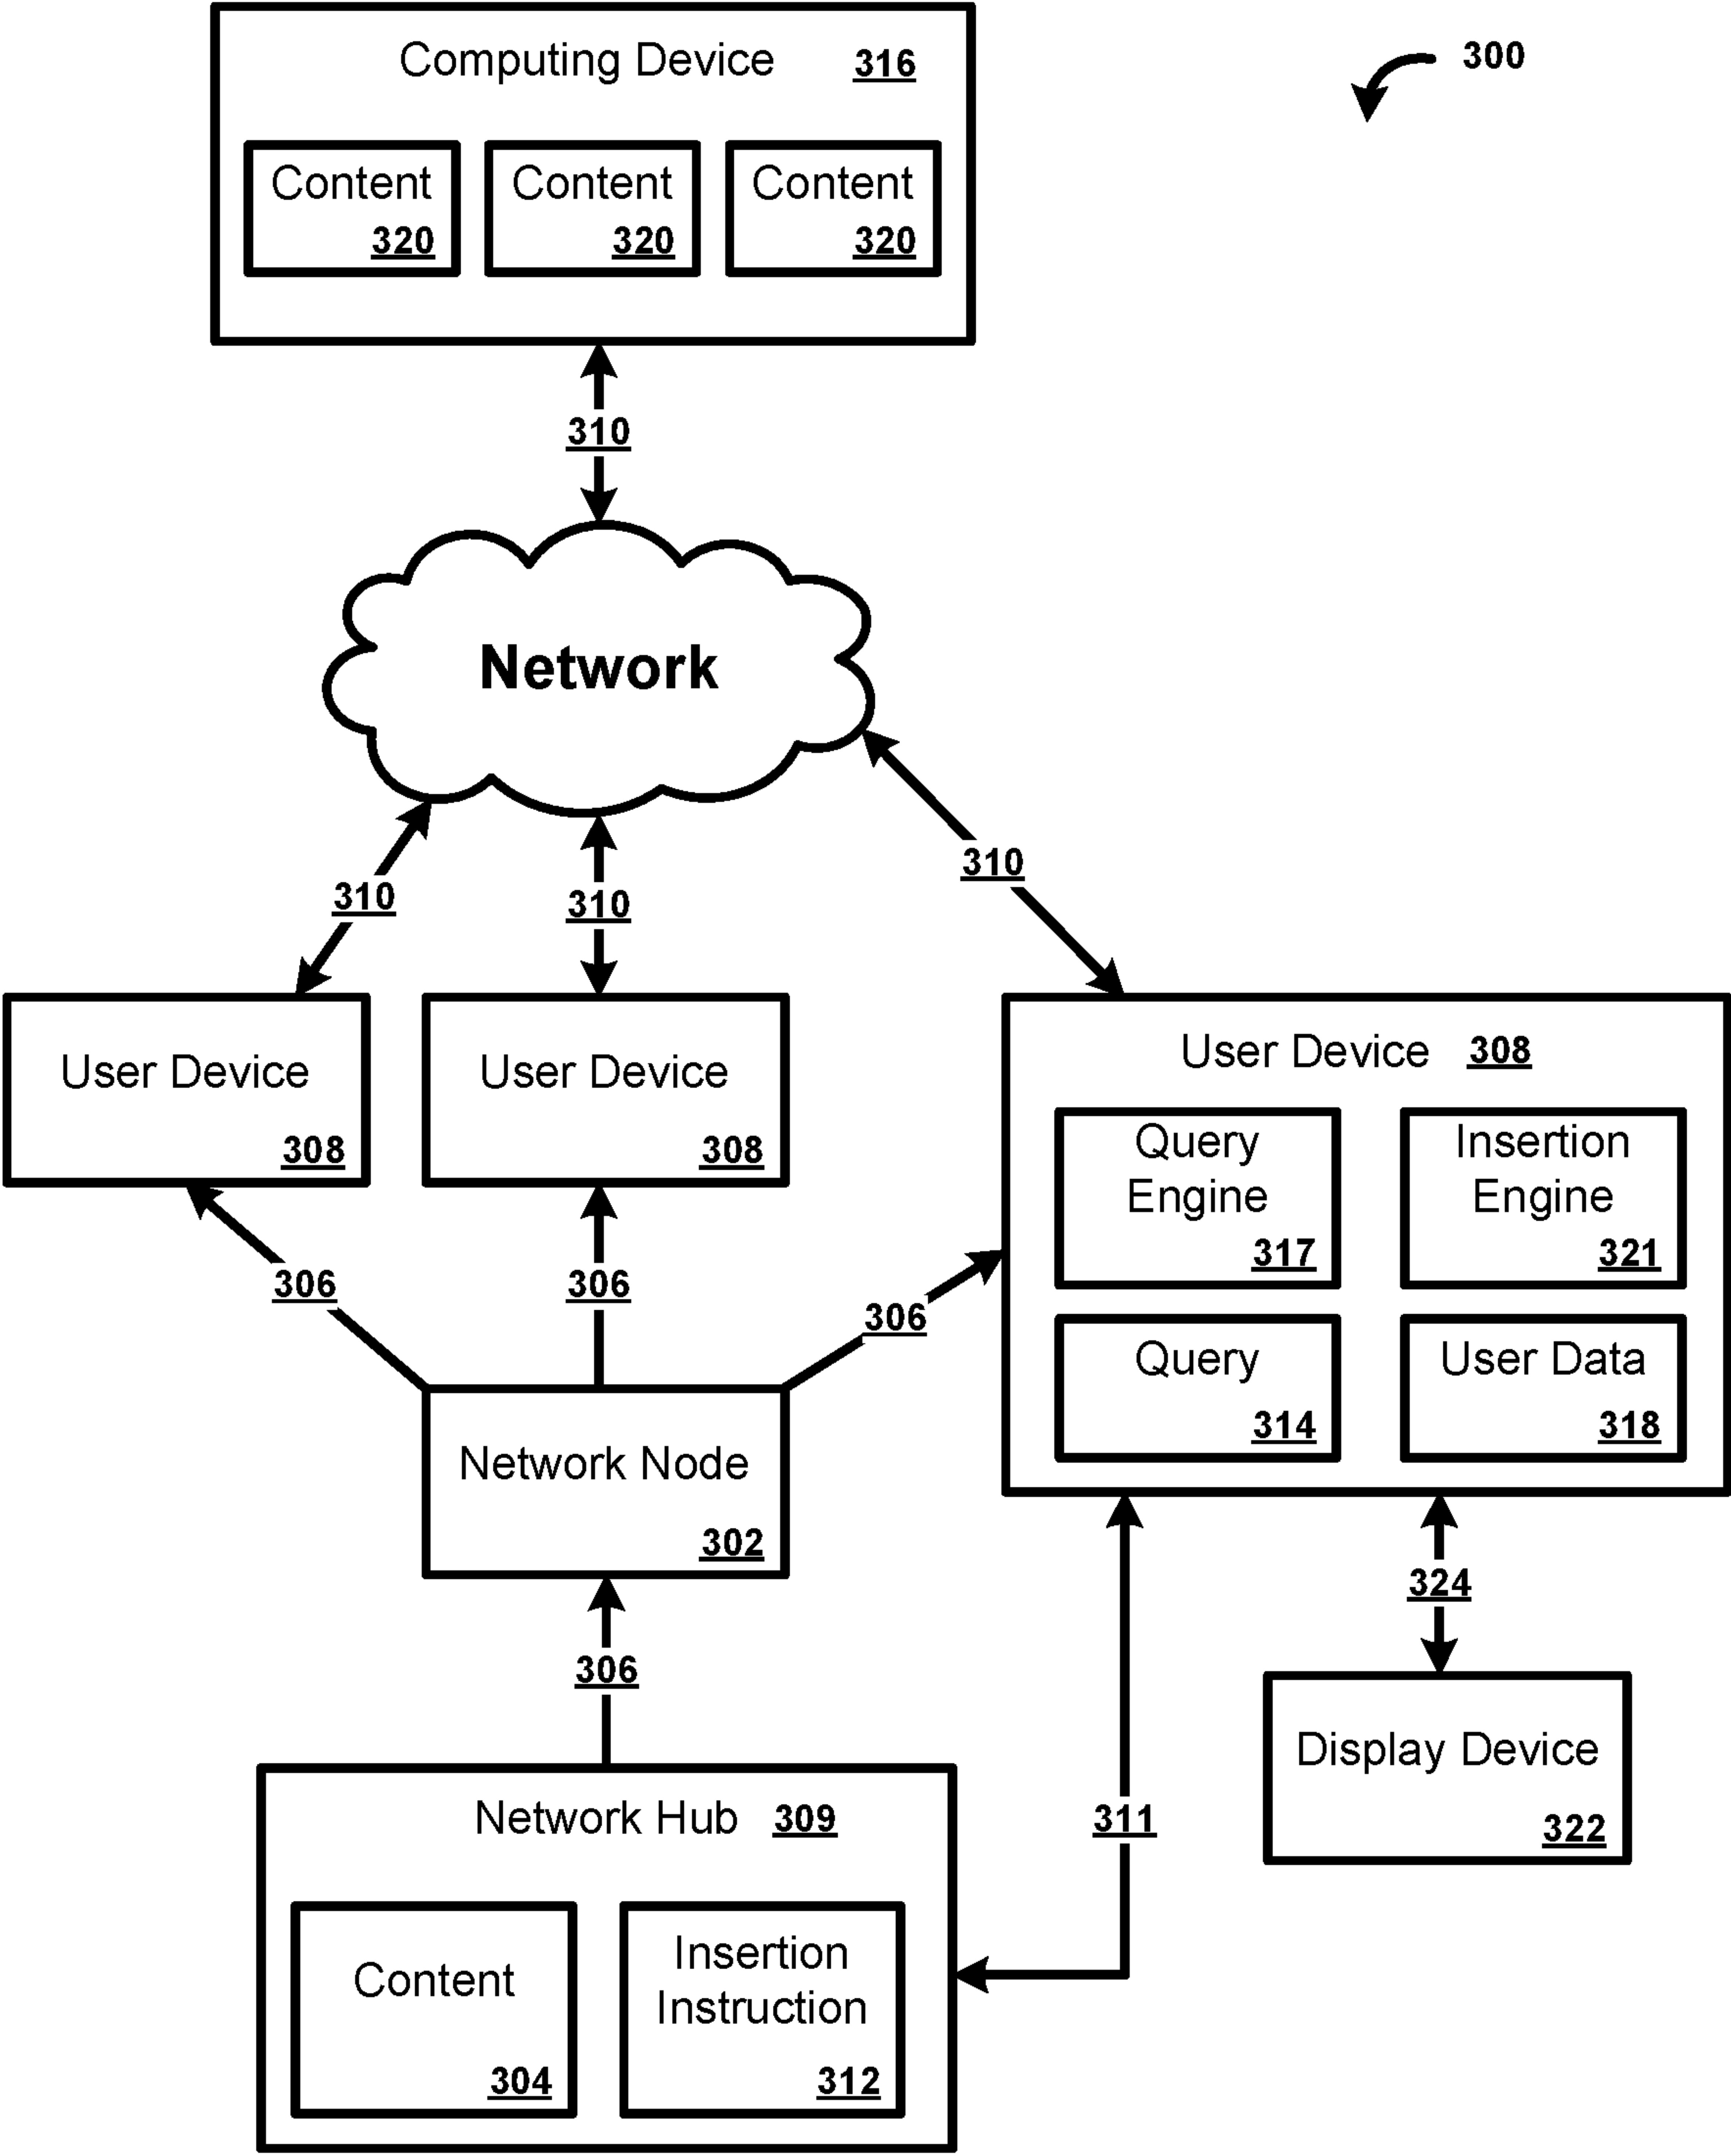 Computing Device 316
300
Content
320
Content
320
Content
320
310
Network
310
310
310
User Device
308
User Device
308
User Device 308
Query
Engine
317
Insertion
Engine
321
Query
314
User Data
318
306
306
306
Network Node
302
324
306
Display Device
322
311
Network Hub 309
Content
304
Insertion
Instruction
312